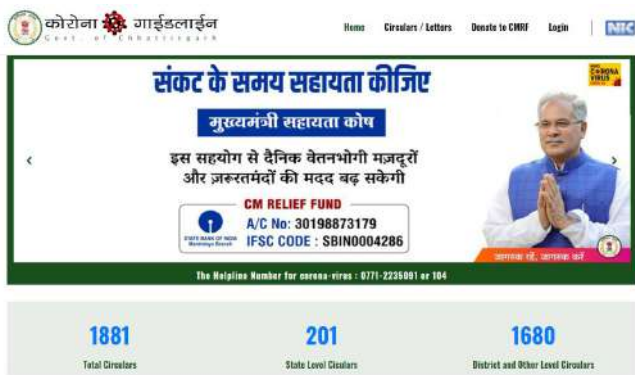 कोरोना गाईडलाईन
Govt. of Chhattisgarh
Home Circulars / Letters Donate to CMRF Login NIC
संकट के समय सहायता कीजिए
CORONA
VIRUS
मुख्यमंत्री सहायता कोष
इस सहयोग से दैनिक वेतनभोगी मज़दूरों
और ज़रूरतमंदों की मदद बढ़ सकेगी
CM RELIEF FUND
A/C No: 30198873179
STATE BANK OF INDIA
IFSC CODE : SBIN0004286
जागरूक रहें, जागरूक करें
The Helpline Number for corona-virus : 0771-2235091 or 104
1881 201 1680
Total Circulars State Level Cisulars District and Other Level Circulars